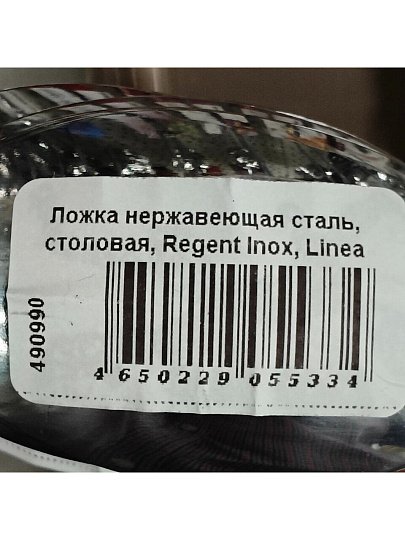 Ложка нержавеющая сталь,
столовая, Regent Inox, Linea
490990
4 650229 055334